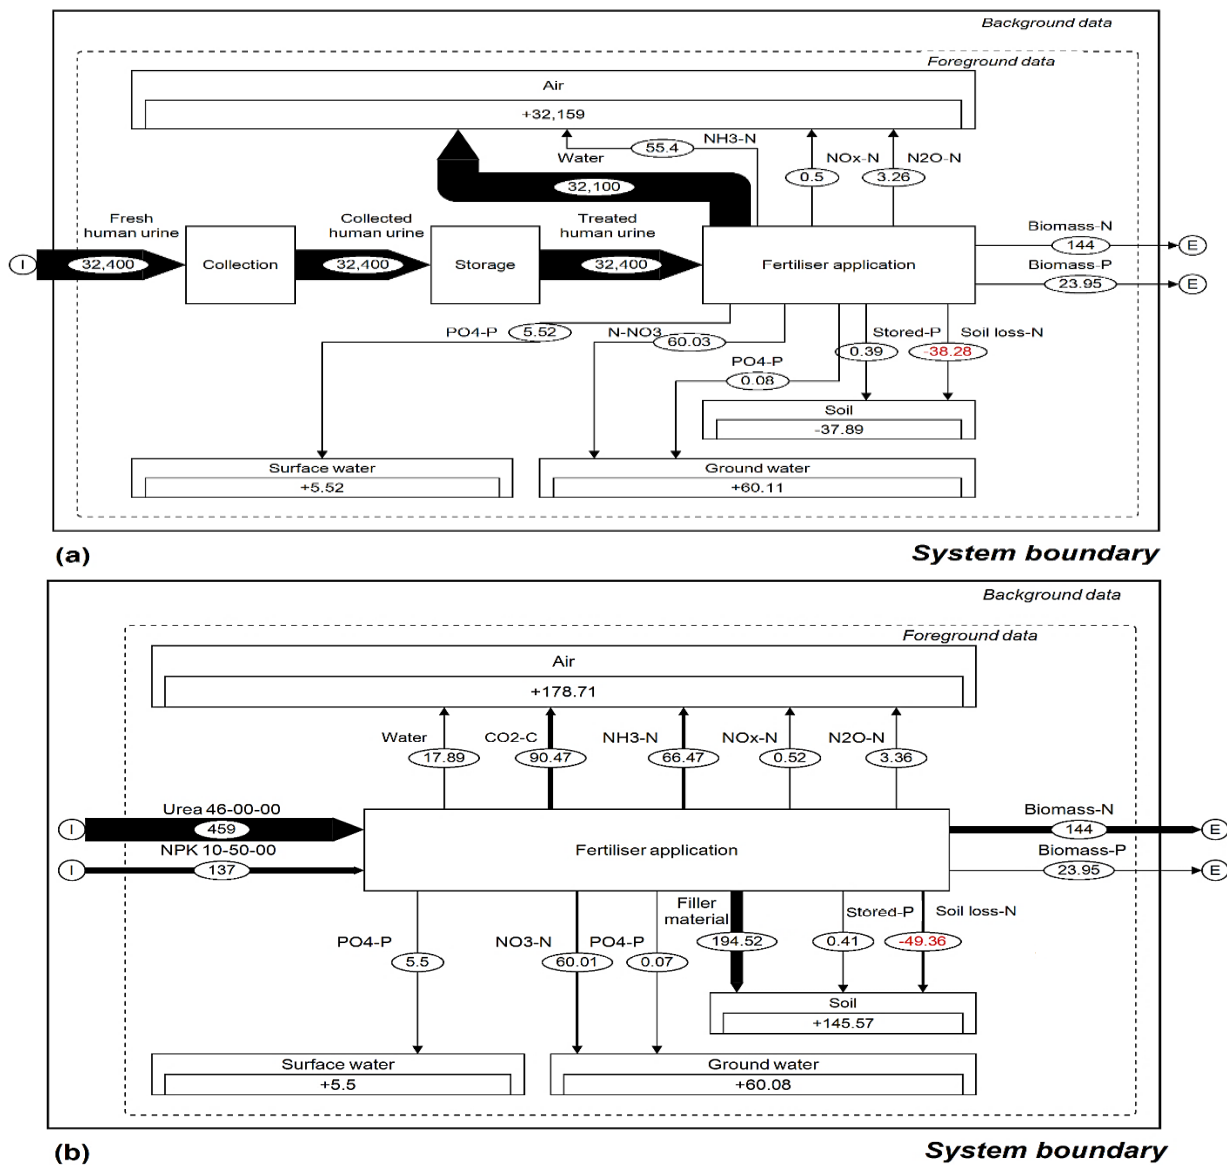 Background data
Foreground data
Air
+32,159
NH3-N
55.4
Water
NOx-N
N2O-N
0.5
3.26
32,100
Fresh
human urine
Collected
human urine
Treated
human urine
Biomass-N
144
I
32,400
Collection
32,400
Storage
32,400
Fertiliser application
E
Biomass-P
23.95
E
PO4-P
5.52
N-NO3
60.03
Stored-P
Soil loss-N
0.39
-38.28
PO4-P
0.08
Soil
-37.89
Surface water
+5.52
Ground water
+60.11
(a)
System boundary
Background data
Foreground data
Air
+178.71
Water
CO2-C
NH3-N
NOx-N
N2O-N
17.89
90.47
66.47
0.52
3.36
Urea 46-00-00
Biomass-N
I
459
144
E
NPK 10-50-00
Fertiliser application
Biomass-P
I
137
23.95
E
Filler
material
Stored-P
Soil loss-N
PO4-P
NO3-N
PO4-P
194.52
0.41
-49.36
5.5
60.01
0.07
Soil
+145.57
Surface water
+5.5
Ground water
+60.08
(b)
System boundary